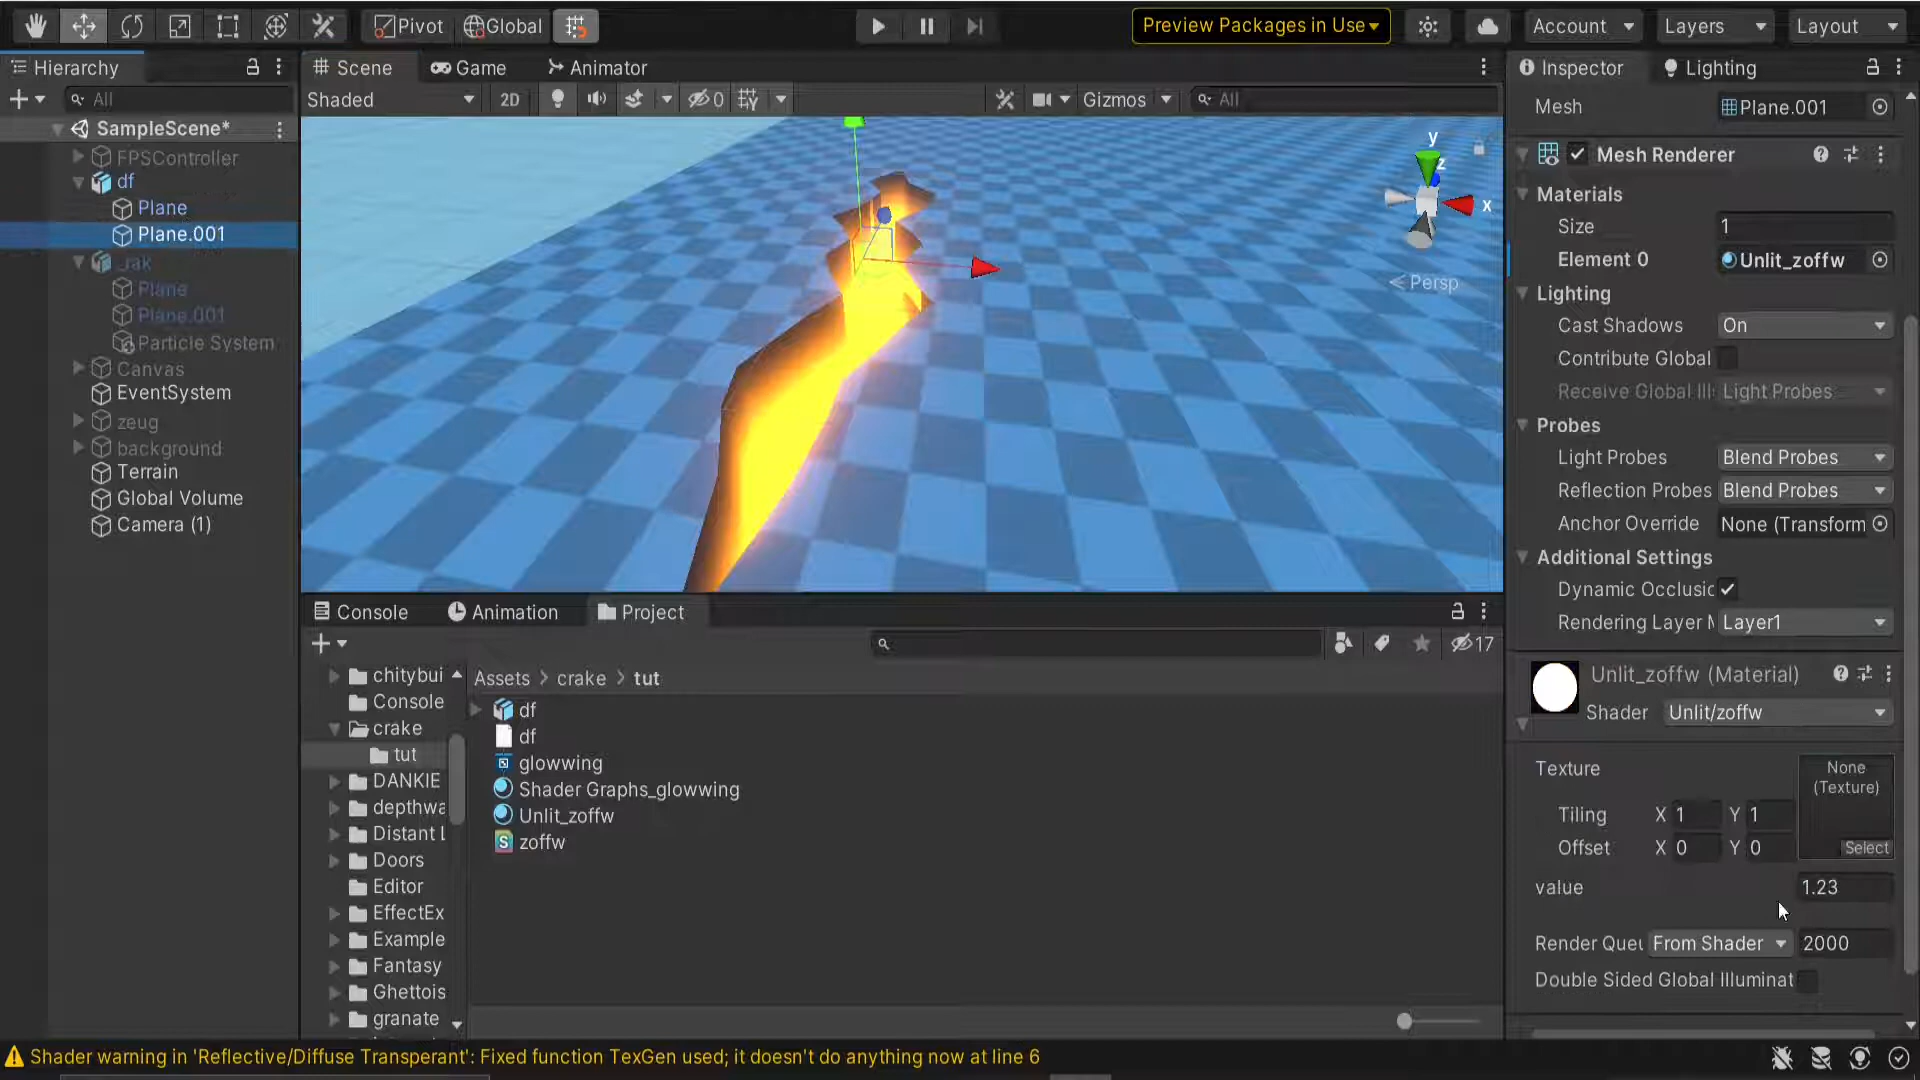 Pivot Global Preview Packages in Use Account Layers Layout
Hierarchy
All
SampleScene*
FPSController
df
Plane
Plane.001
Plane
Plane.001
Particle System
Canvas
EventSystem
zeug
background
Terrain
Global Volume
Camera (1)
Scene Game Animator
Shaded 2D 0 Gizmos All
y
z
x
< Persp
Console Animation Project
17
chitybui
Console
crake
tut
DANKIE
depthwa
Distant L
Doors
Editor
EffectEx
Example
Fantasy
Ghettois
granate
Assets > crake > tut
df
df
glowwing
Shader Graphs_glowwing
Unlit_zoffw
zoffw
Inspector Lighting
Mesh Plane.001
Mesh Renderer
Materials
Size 1
Element 0 Unlit_zoffw
Lighting
Cast Shadows On
Contribute Global
Receive Global Ill Light Probes
Probes
Light Probes Blend Probes
Reflection Probes Blend Probes
Anchor Override None (Transform
Additional Settings
Dynamic Occlusic
Rendering Layer M Layer1
Unlit_zoffw (Material)
Shader Unlit/zoffw
Texture None
(Texture)
Tiling X 1 Y 1
Offset X 0 Y 0 Select
value 1.23
Render Queu From Shader 2000
Double Sided Global Illuminat
Shader warning in 'Reflective/Diffuse Transperant': Fixed function TexGen used; it doesn't do anything now at line 6